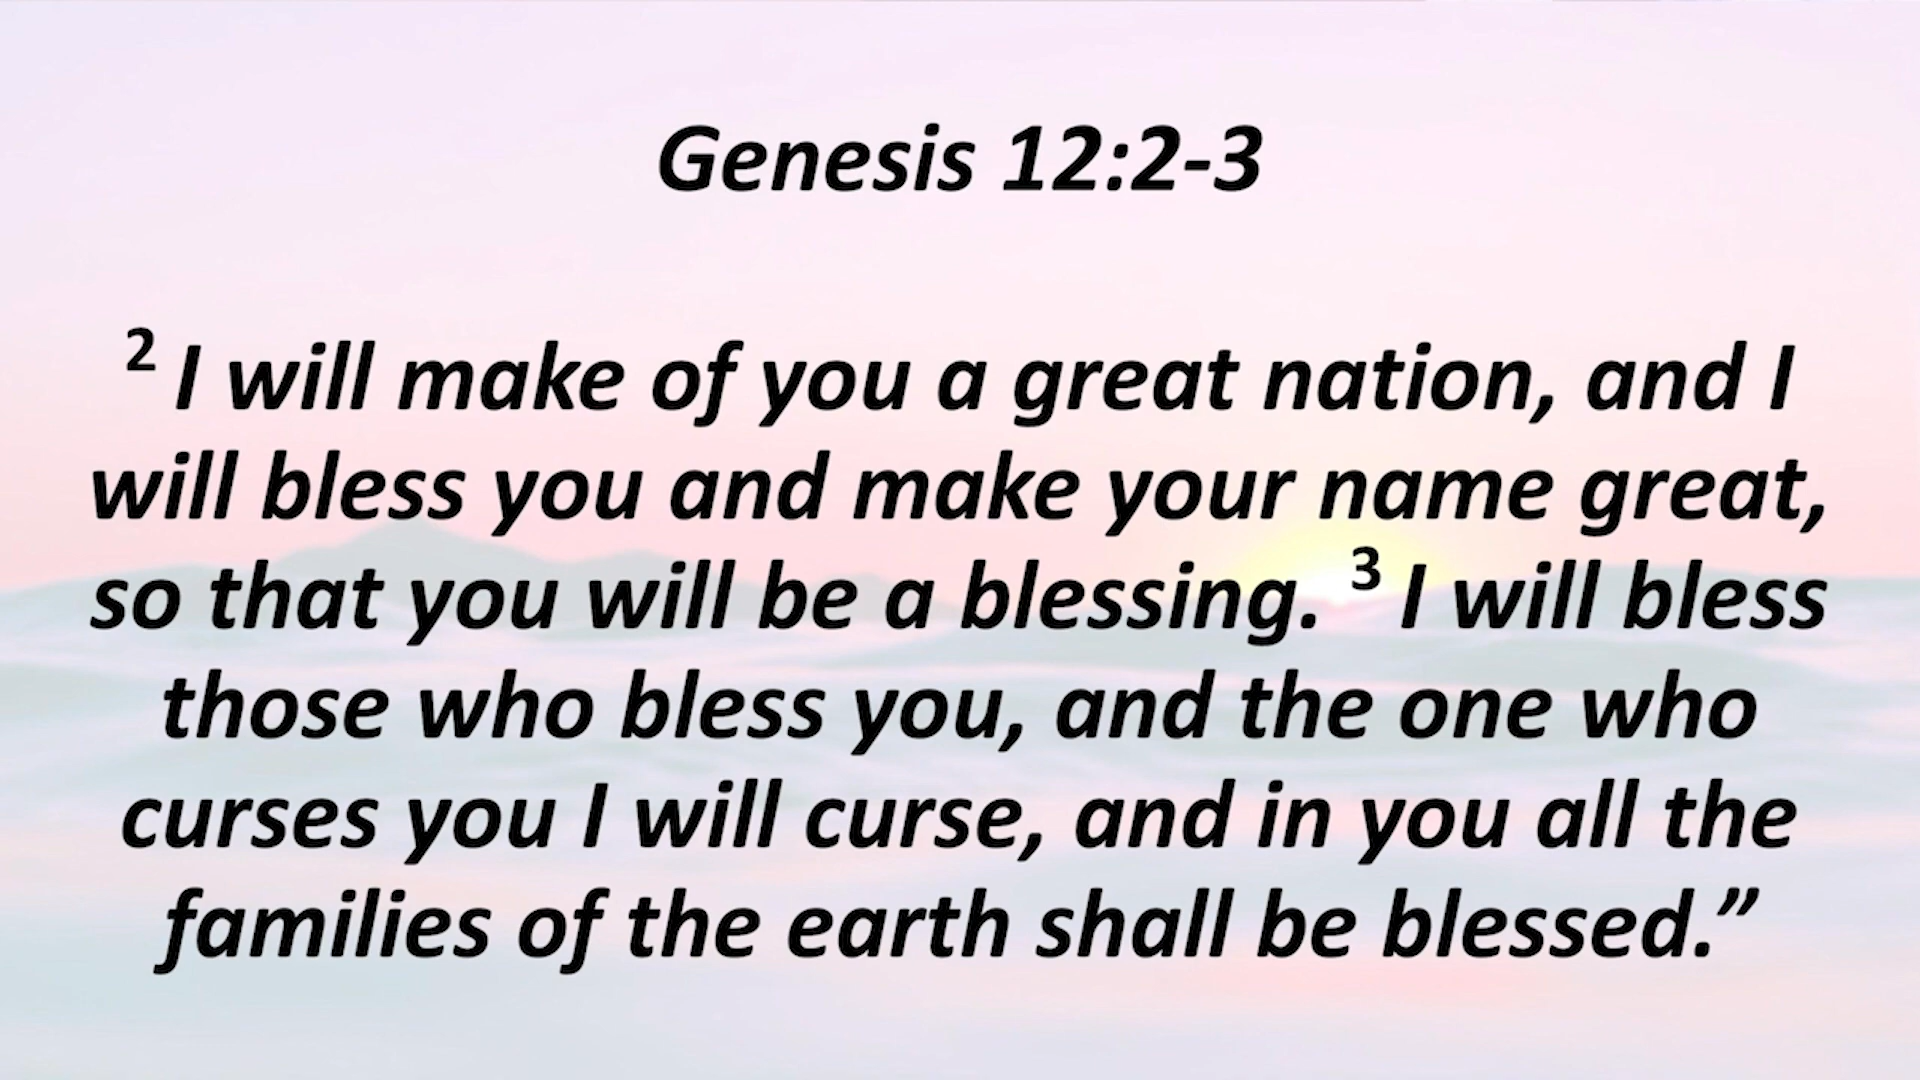 Genesis 12:2-3
2 I will make of you a great nation, and I
will bless you and make your name great,
so that you will be a blessing. 3 I will bless
those who bless you, and the one who
curses you I will curse, and in you all the
families of the earth shall be blessed.”